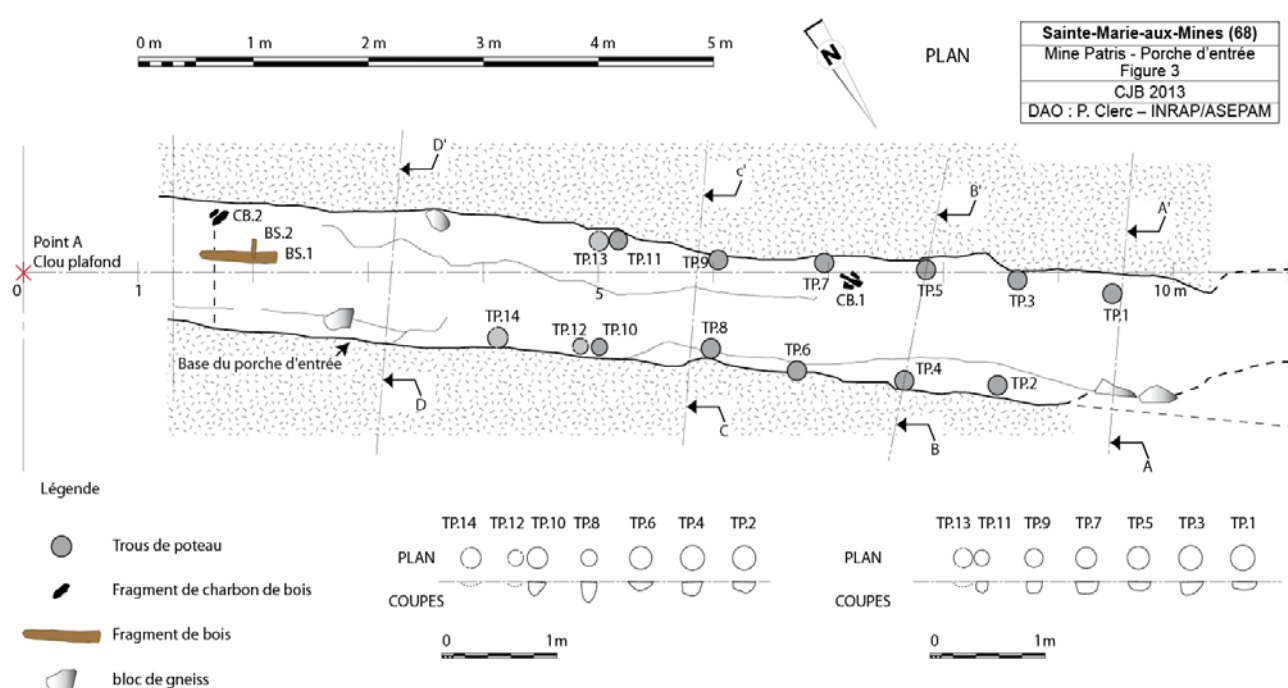 0 m 1 m 2 m 3 m 4 m 5 m
N
PLAN
Sainte-Marie-aux-Mines (68)
Mine Patris - Porche d'entrée
Figure 3
CJB 2013
DAO : P. Clerc – INRAP/ASEPAM
D'
c'
B'
A'
CB.2
BS.2
BS.1
Point A
Clou plafond
TP.13 TP.11
TP.9
TP.7
CB.1
TP.5
TP.3
TP.1
0
1
5
10 m
TP.14
TP.12 TP.10
TP.8
TP.6
TP.4
TP.2
Base du porche d'entrée
D
C
B
A
Légende
Trous de poteau
Fragment de charbon de bois
Fragment de bois
bloc de gneiss
TP.14 TP.12 TP.10 TP.8 TP.6 TP.4 TP.2
PLAN
COUPES
0 1m
TP.13 TP.11 TP.9 TP.7 TP.5 TP.3 TP.1
PLAN
COUPES
0 1m